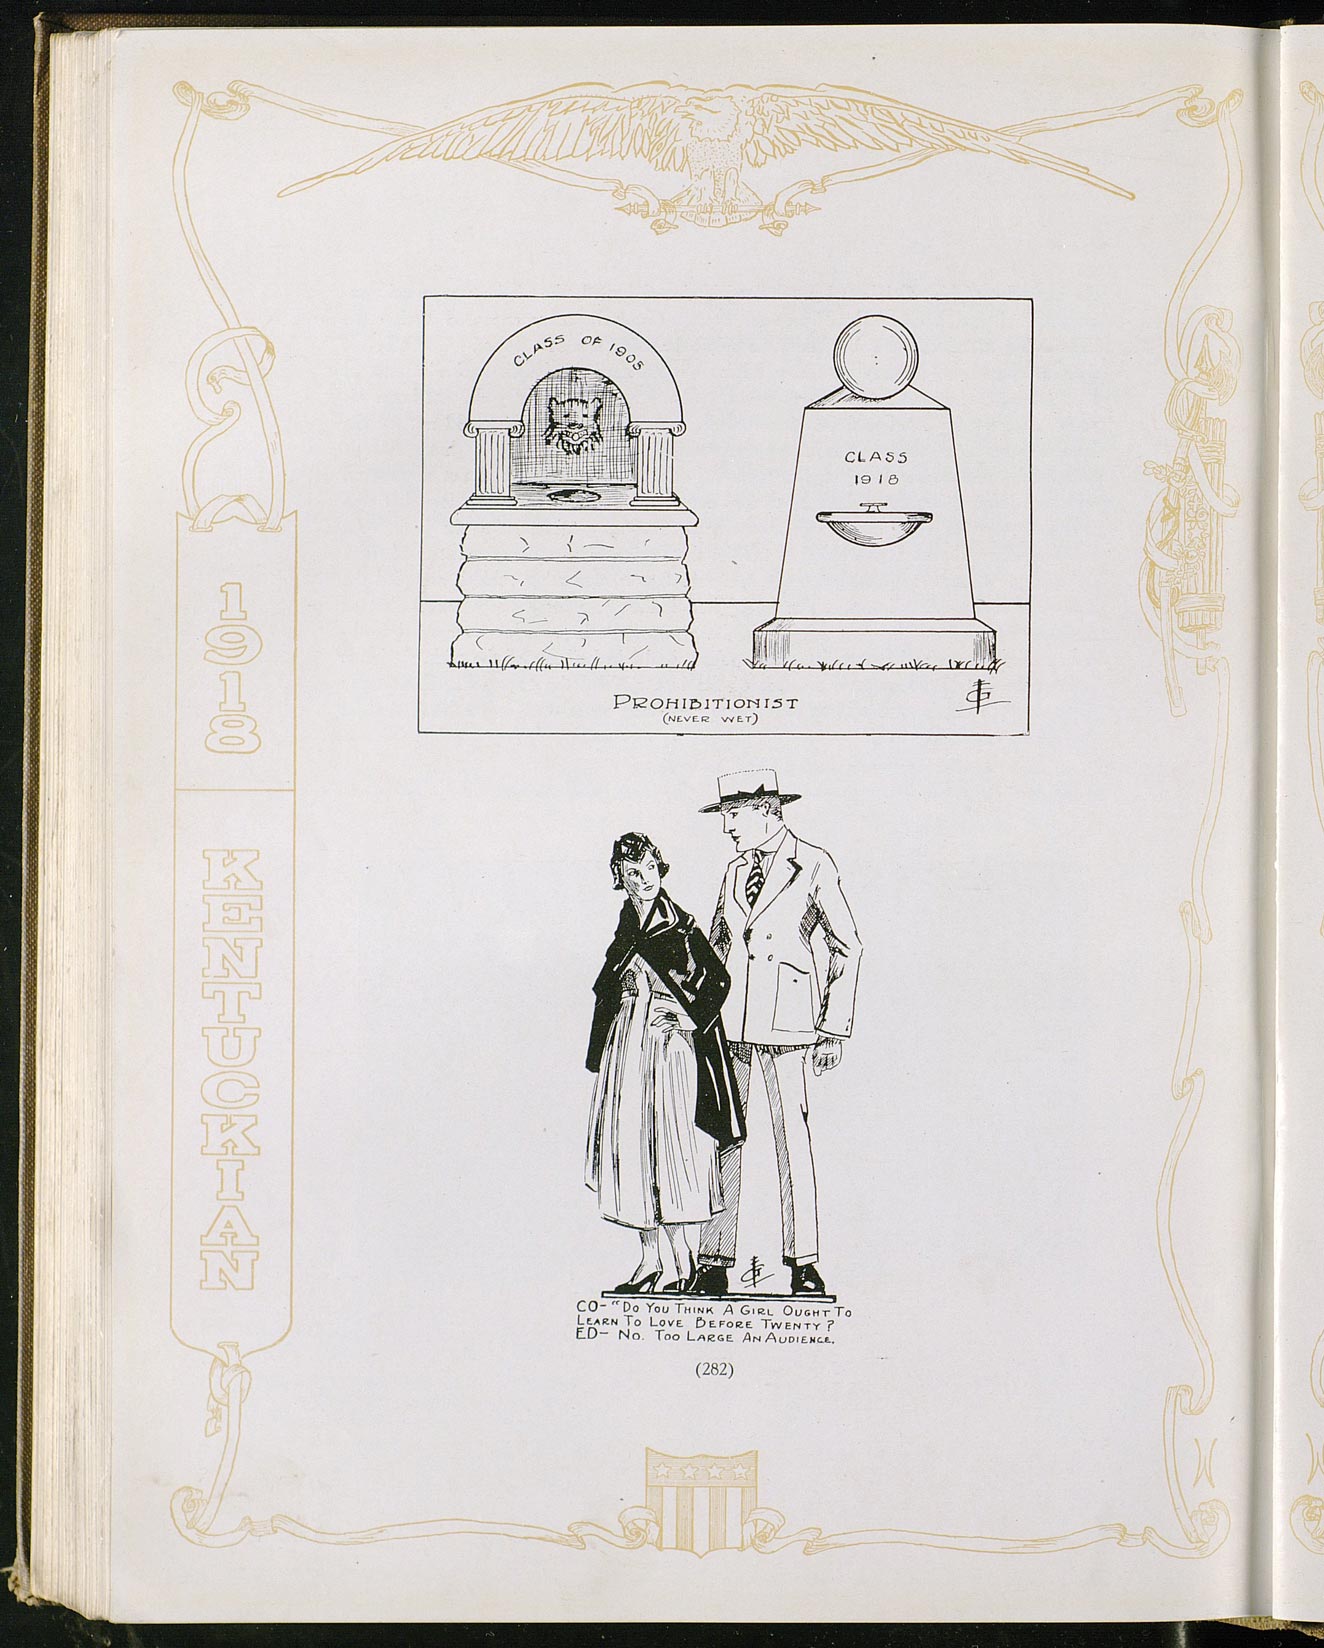 CLASS OF 1905
CLASS
1918
PROHIBITIONIST
(NEVER WET)
1918 KENTUCKIAN
CO- "DO YOU THINK A GIRL OUGHT TO
LEARN TO LOVE BEFORE TWENTY?
ED- NO. TOO LARGE AN AUDIENCE.
(282)